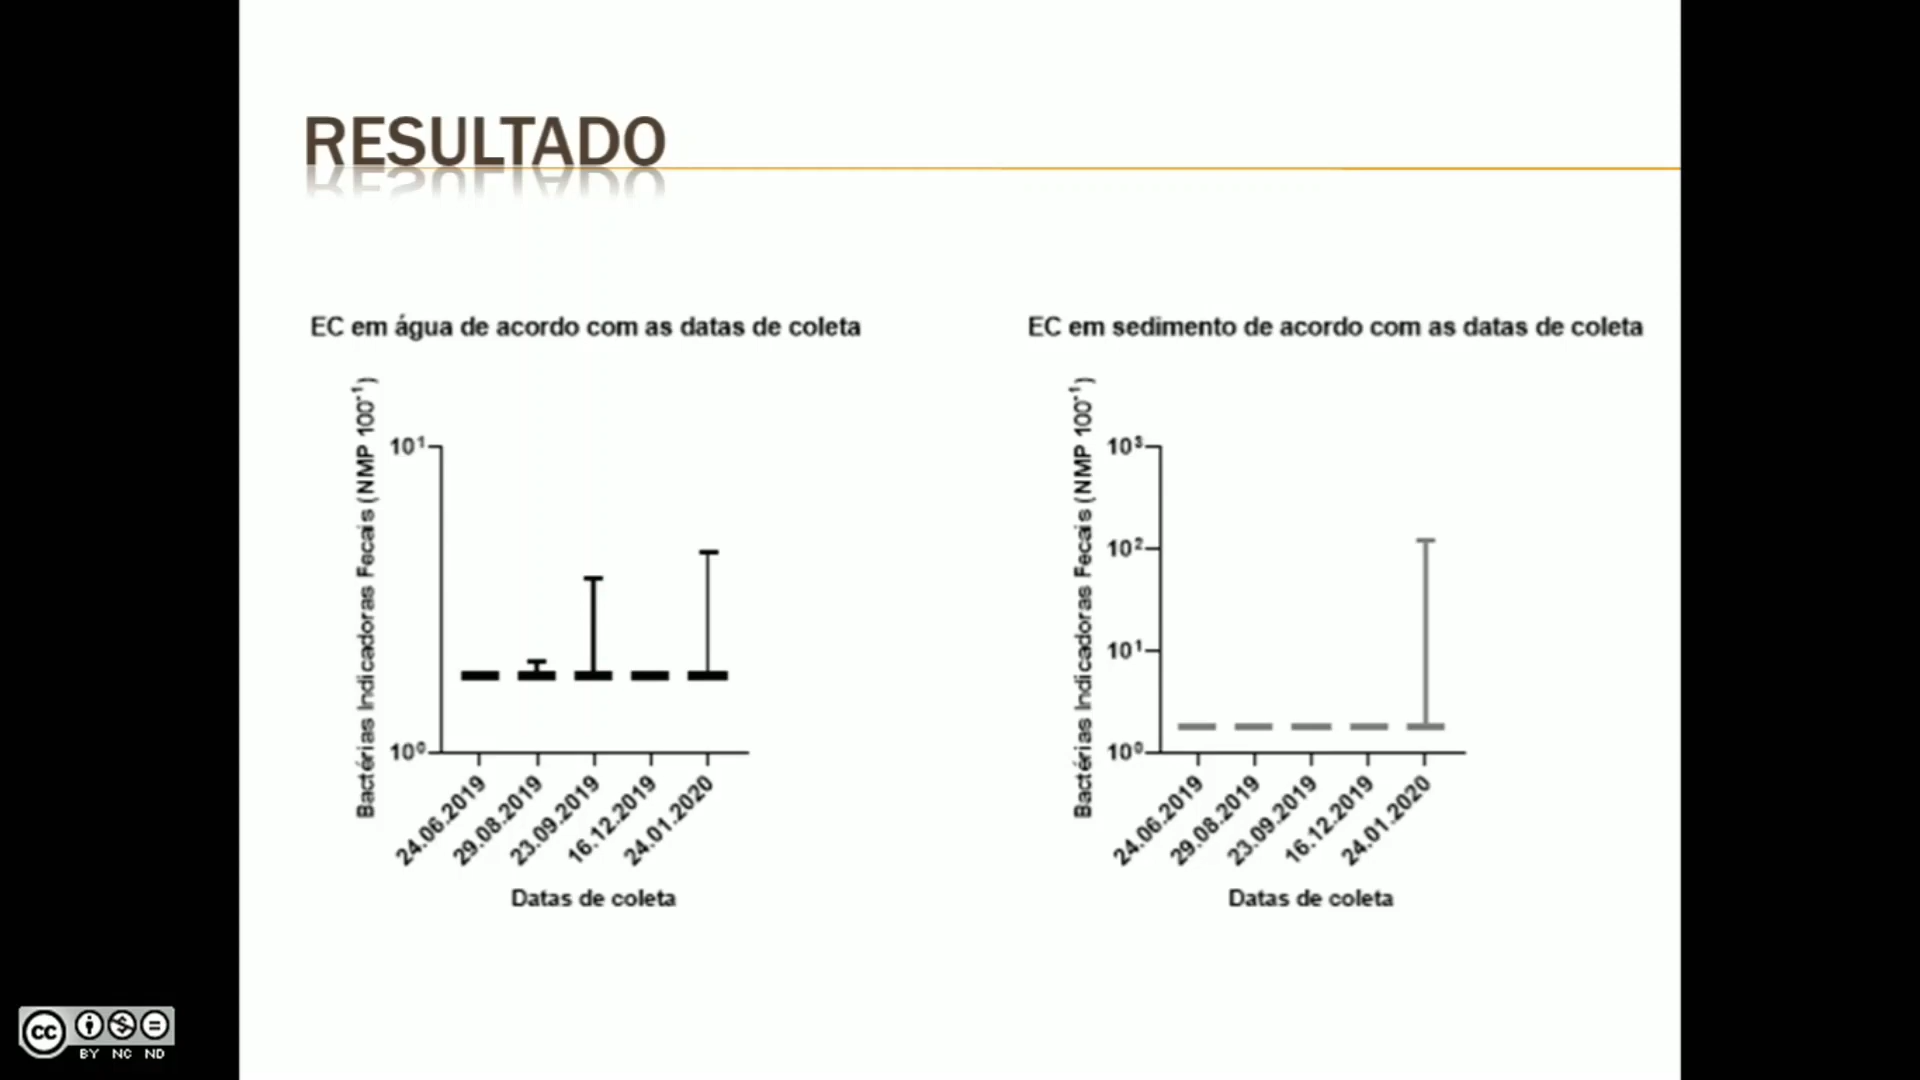 RESULTADO
EC em água de acordo com as datas de coleta
Bactérias Indicadoras Fecais (NMP 100⁻¹)
10¹
10⁰
24.06.2019
29.08.2019
23.09.2019
16.12.2019
24.01.2020
Datas de coleta
EC em sedimento de acordo com as datas de coleta
Bactérias Indicadoras Fecais (NMP 100⁻¹)
10³
10²
10¹
10⁰
24.06.2019
29.08.2019
23.09.2019
16.12.2019
24.01.2020
Datas de coleta
cc
BY NC ND